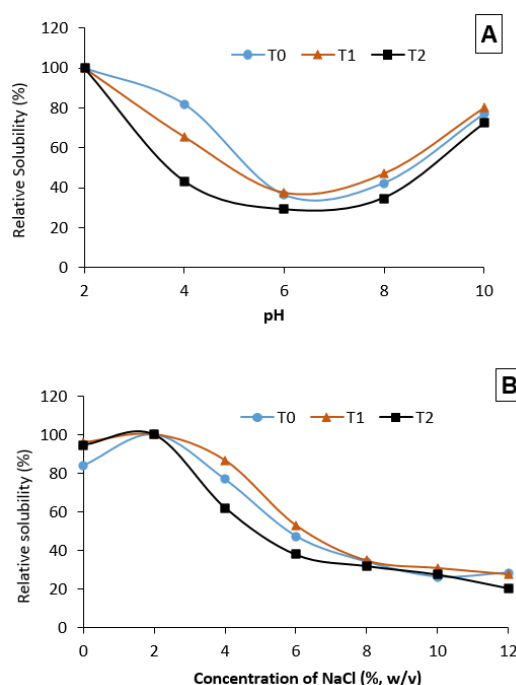 A
120
T0 T1 T2
100
80
60
40
20
0
2 4 6 8 10
Relative Solubility (%)
pH
B
120
T0 T1 T2
100
80
60
40
20
0
0 2 4 6 8 10 12
Relative solubility (%)
Concentration of NaCl (%, w/v)